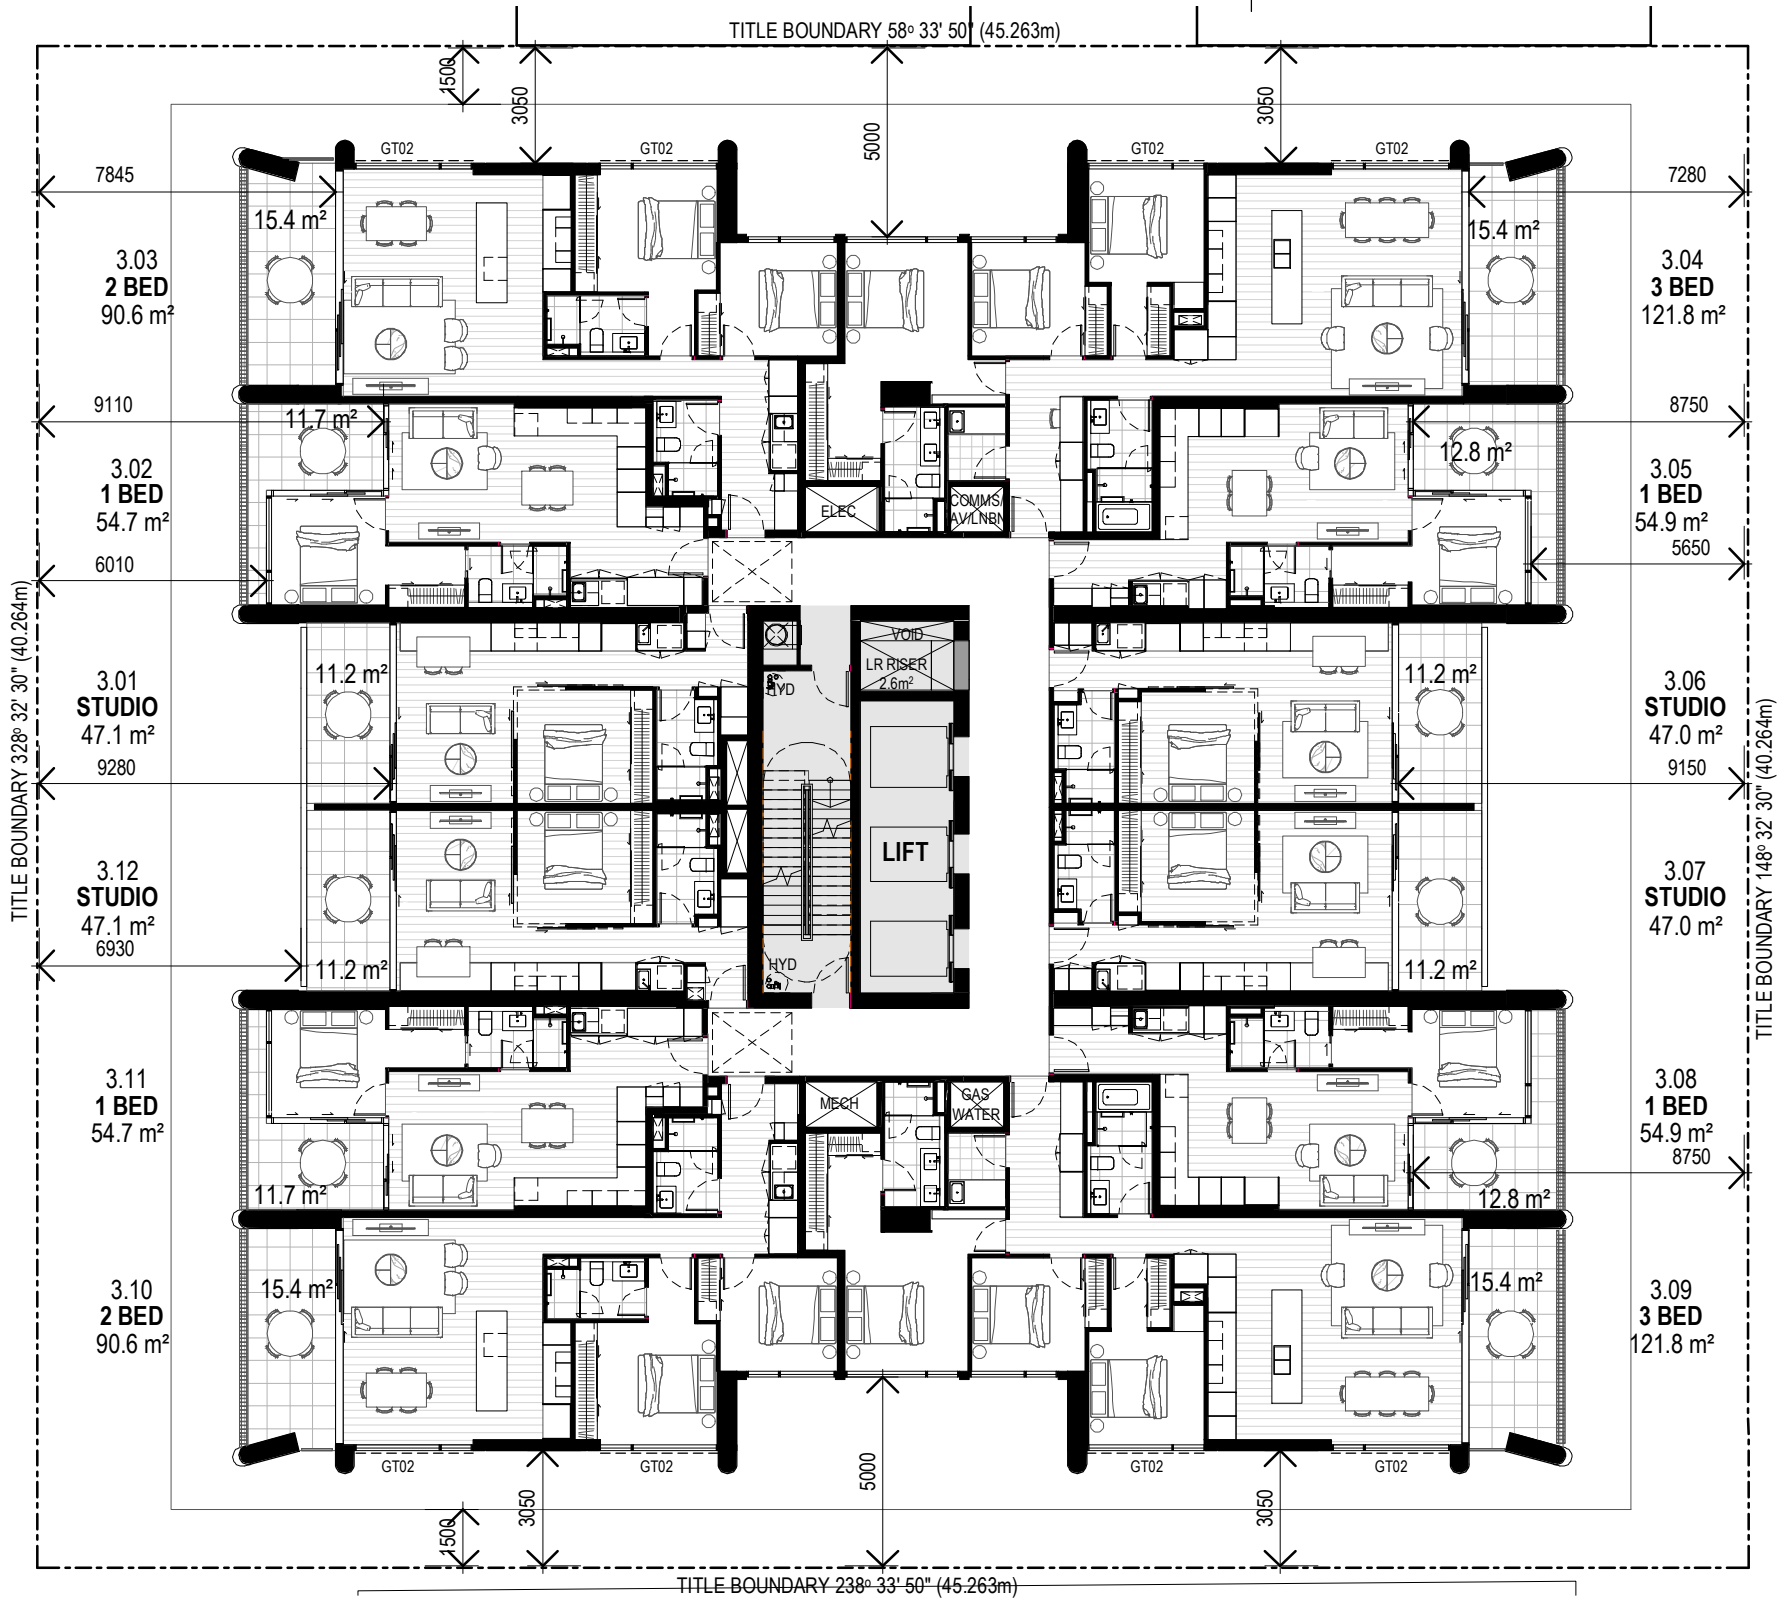 TITLE BOUNDARY 58º 33' 50" (45.263m)
1500
3050
5000
3050
GT02
GT02
GT02
GT02
7845
7280
15.4 m²
15.4 m²
3.03
2 BED
90.6 m²
3.04
3 BED
121.8 m²
9110
8750
11.7 m²
12.8 m²
3.02
1 BED
54.7 m²
3.05
1 BED
54.9 m²
ELEC
COMMS/
AV/LNBN
6010
5650
TITLE BOUNDARY 328º 32' 30" (40.264m)
TITLE BOUNDARY 148º 32' 30" (40.264m)
VOID
LR RISER
2.6m²
HYD
11.2 m²
11.2 m²
3.01
STUDIO
47.1 m²
3.06
STUDIO
47.0 m²
9280
9150
LIFT
3.12
STUDIO
47.1 m²
3.07
STUDIO
47.0 m²
6930
11.2 m²
HYD
11.2 m²
3.11
1 BED
54.7 m²
MECH
GAS
WATER
3.08
1 BED
54.9 m²
8750
11.7 m²
12.8 m²
3.10
2 BED
90.6 m²
15.4 m²
15.4 m²
3.09
3 BED
121.8 m²
GT02
GT02
GT02
GT02
1500
3050
5000
3050
TITLE BOUNDARY 238º 33' 50" (45.263m)